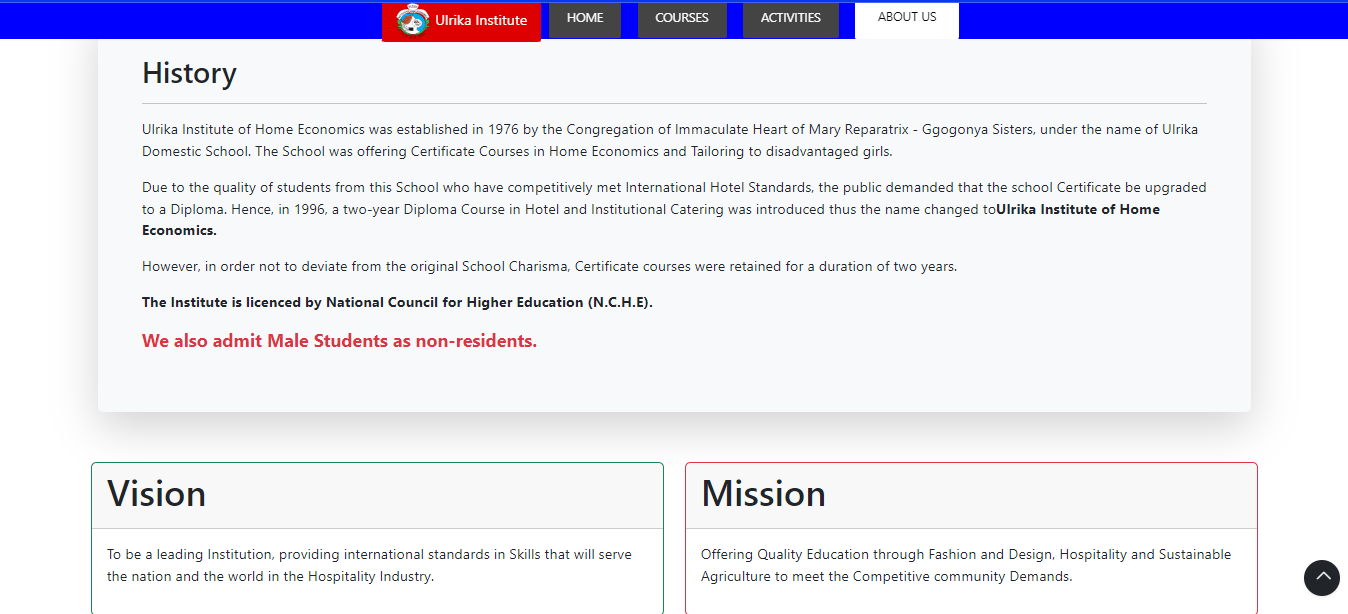 Ulrika Institute HOME COURSES ACTIVITIES ABOUT US
History
Ulrika Institute of Home Economics was established in 1976 by the Congregation of Immaculate Heart of Mary Reparatrix - Ggogonya Sisters, under the name of Ulrika
Domestic School. The School was offering Certificate Courses in Home Economics and Tailoring to disadvantaged girls.
Due to the quality of students from this School who have competitively met International Hotel Standards, the public demanded that the school Certificate be upgraded
to a Diploma. Hence, in 1996, a two-year Diploma Course in Hotel and Institutional Catering was introduced thus the name changed toUlrika Institute of Home
Economics.
However, in order not to deviate from the original School Charisma, Certificate courses were retained for a duration of two years.
The Institute is licenced by National Council for Higher Education (N.C.H.E).
We also admit Male Students as non-residents.
Vision
To be a leading Institution, providing international standards in Skills that will serve
the nation and the world in the Hospitality Industry.
Mission
Offering Quality Education through Fashion and Design, Hospitality and Sustainable
Agriculture to meet the Competitive community Demands.